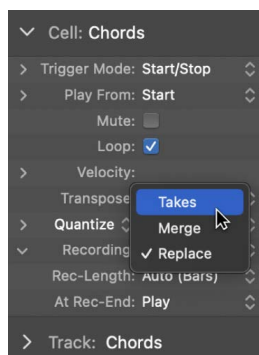 Cell: Chords
Trigger Mode: Start/Stop
Play From: Start
Mute:
Loop:
Velocity:
Transpose
Takes
Quantize
Merge
Recording
✓ Replace
Rec-Length: Auto (Bars)
At Rec-End: Play
Track: Chords